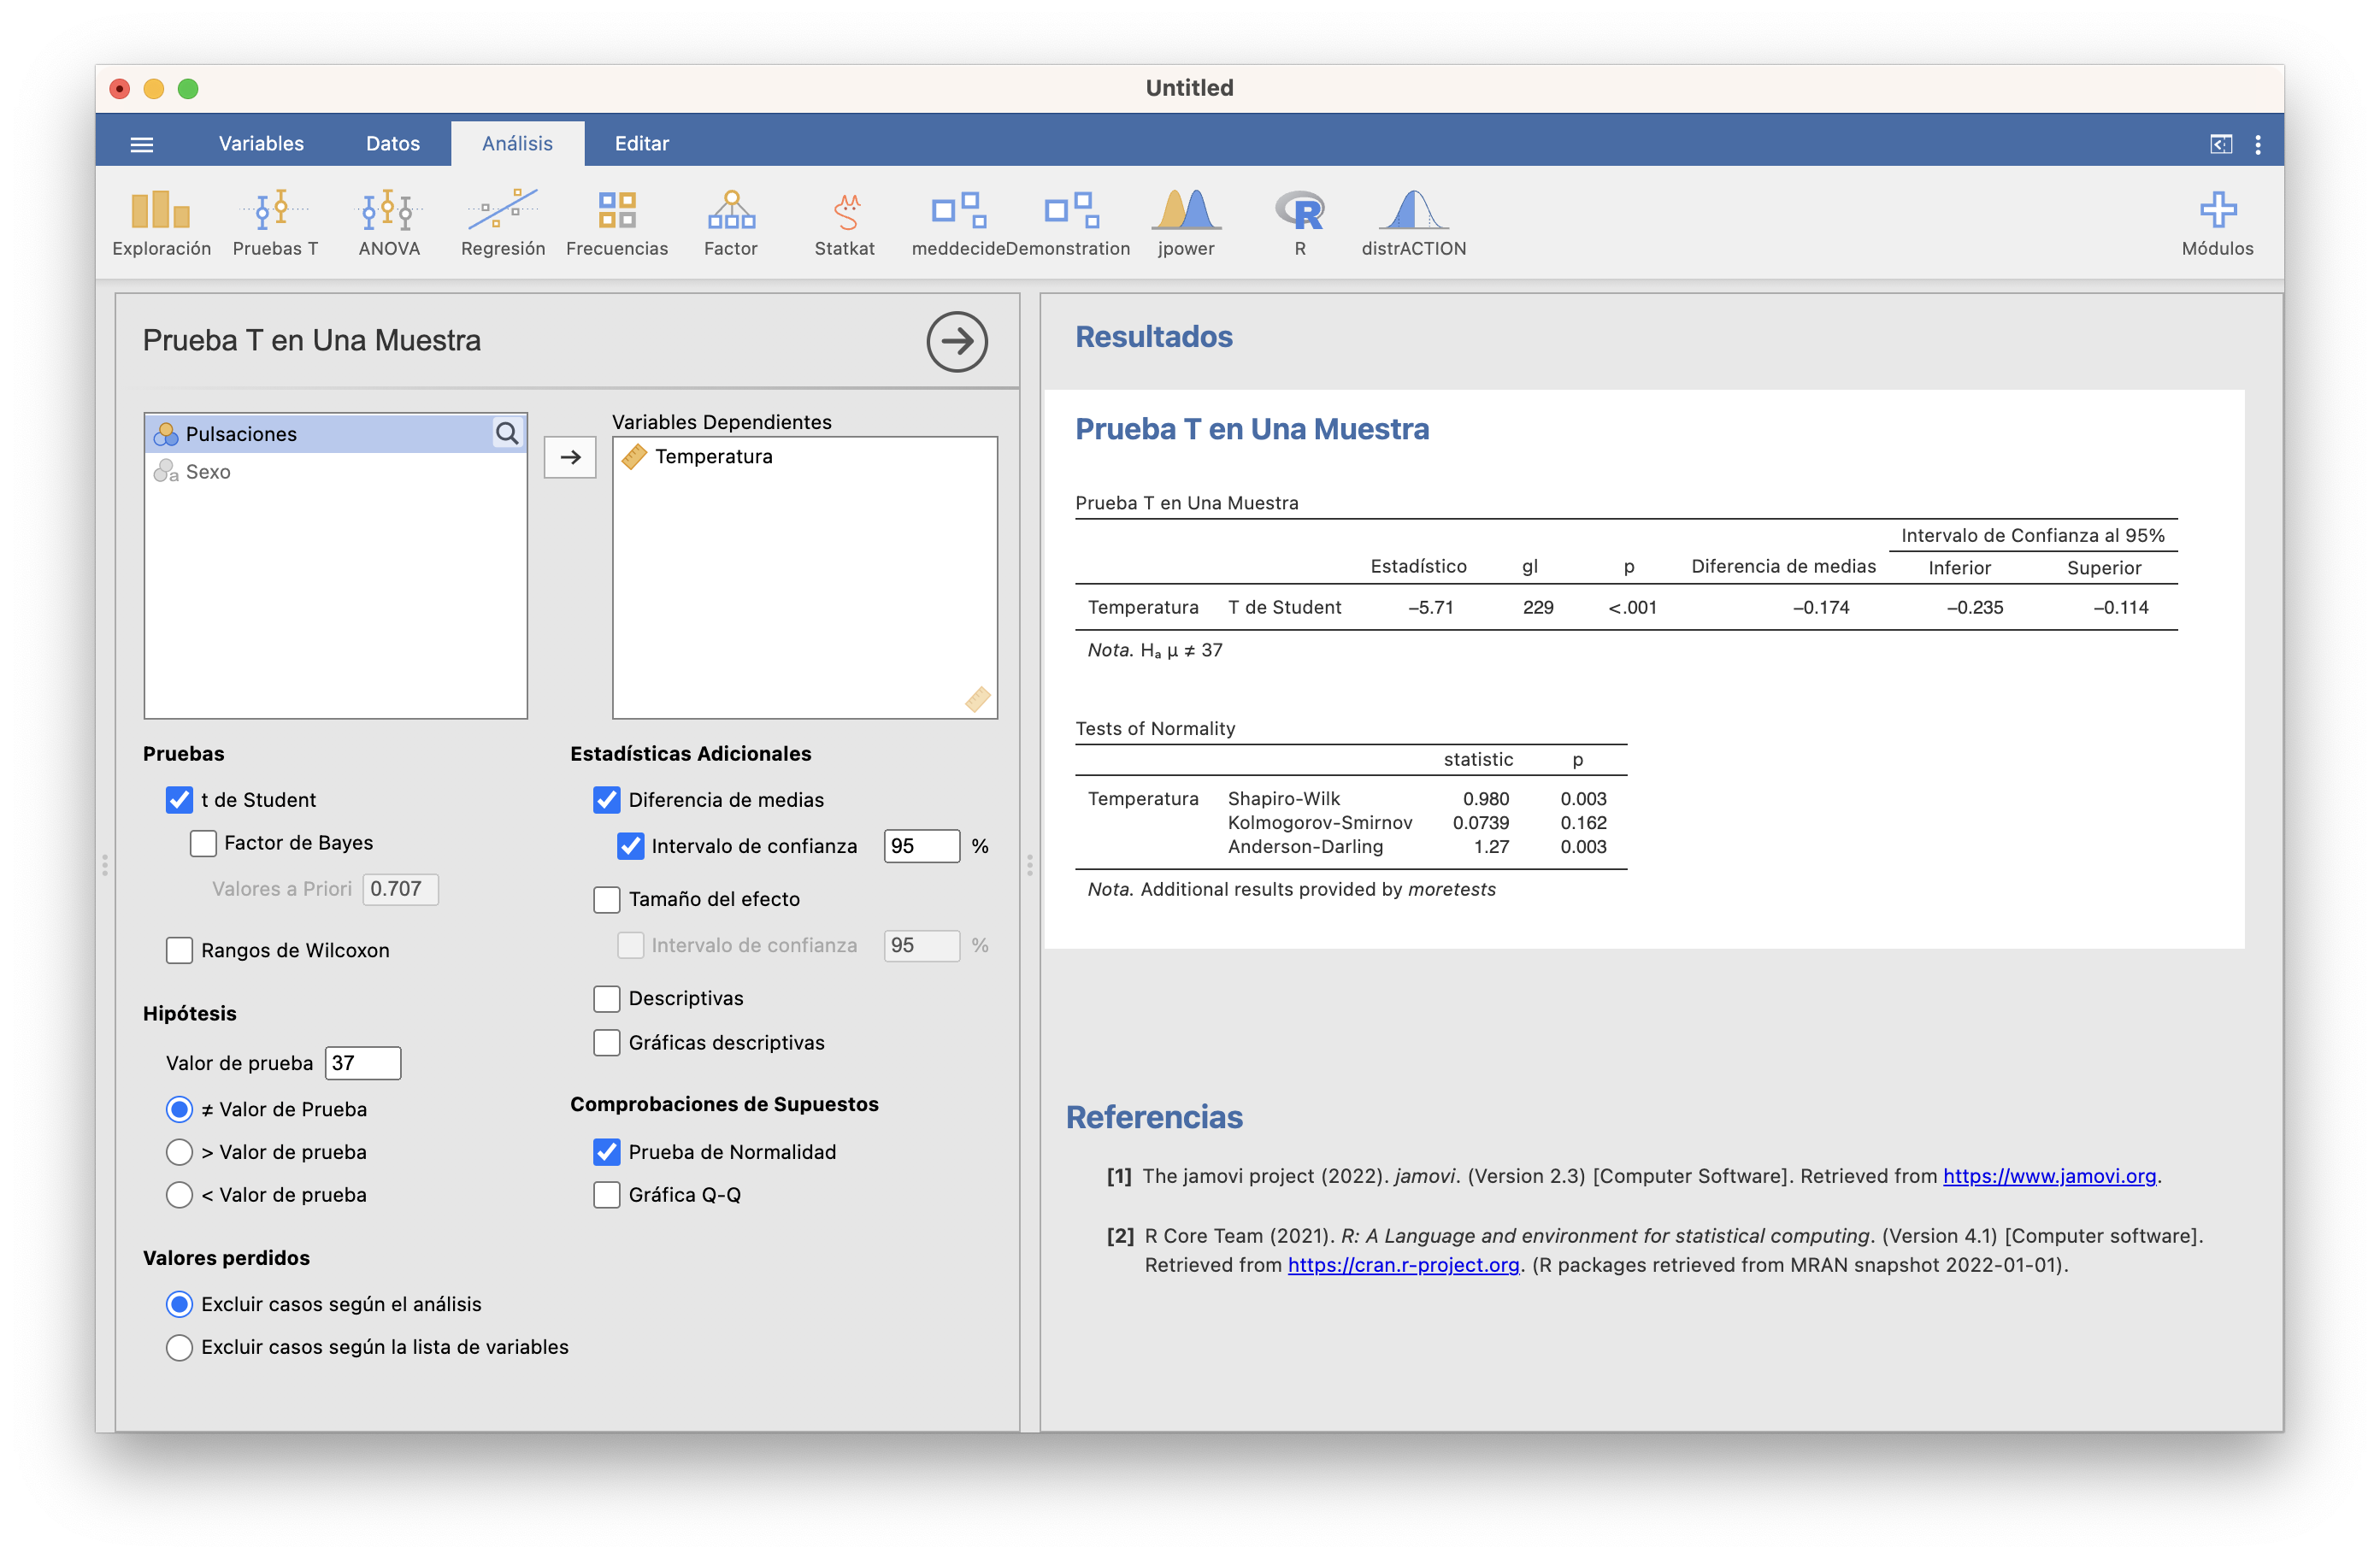 Untitled
Variables Datos Análisis Editar
Exploración Pruebas T ANOVA Regresión Frecuencias Factor Statkat meddecide Demonstration jpower R distrACTION Módulos
Prueba T en Una Muestra
Pulsaciones
Sexo
Variables Dependientes
Temperatura
Pruebas
t de Student
Factor de Bayes
Valores a Priori 0.707
Rangos de Wilcoxon
Hipótesis
Valor de prueba 37
≠ Valor de Prueba
> Valor de prueba
< Valor de prueba
Valores perdidos
Excluir casos según el análisis
Excluir casos según la lista de variables
Estadísticas Adicionales
Diferencia de medias
Intervalo de confianza 95 %
Tamaño del efecto
Intervalo de confianza 95 %
Descriptivas
Gráficas descriptivas
Comprobaciones de Supuestos
Prueba de Normalidad
Gráfica Q-Q
Resultados
Prueba T en Una Muestra
Prueba T en Una Muestra
Intervalo de Confianza al 95%
Estadístico gl p Diferencia de medias Inferior Superior
Temperatura T de Student −5.71 229 <.001 −0.174 −0.235 −0.114
Nota. Hₐ μ ≠ 37
Tests of Normality
statistic p
Temperatura Shapiro-Wilk 0.980 0.003
Kolmogorov-Smirnov 0.0739 0.162
Anderson-Darling 1.27 0.003
Nota. Additional results provided by moretests
Referencias
[1] The jamovi project (2022). jamovi. (Version 2.3) [Computer Software]. Retrieved from https://www.jamovi.org.
[2] R Core Team (2021). R: A Language and environment for statistical computing. (Version 4.1) [Computer software].
Retrieved from https://cran.r-project.org. (R packages retrieved from MRAN snapshot 2022-01-01).